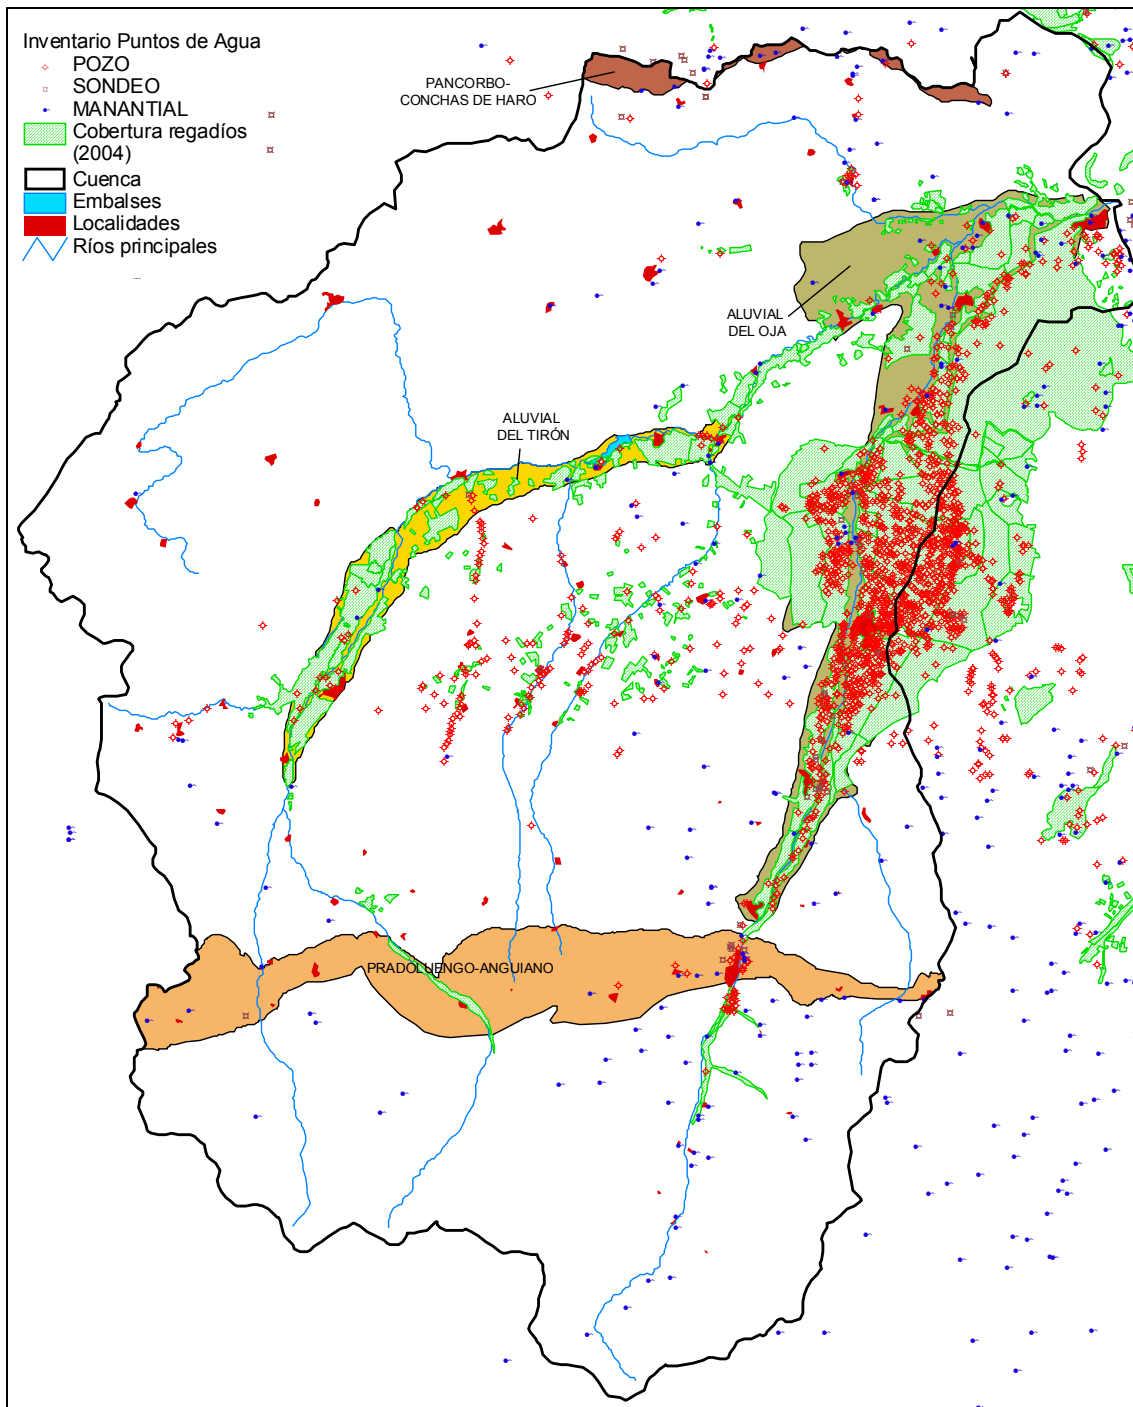 Inventario Puntos de Agua
POZO
SONDEO
MANANTIAL
Cobertura regadíos
(2004)
Cuenca
Embalses
Localidades
Ríos principales
PANCORBO-
CONCHAS DE HARO
ALUVIAL
DEL OJA
ALUVIAL
DEL TIRÓN
PRADOLUENGO-ANGUIANO